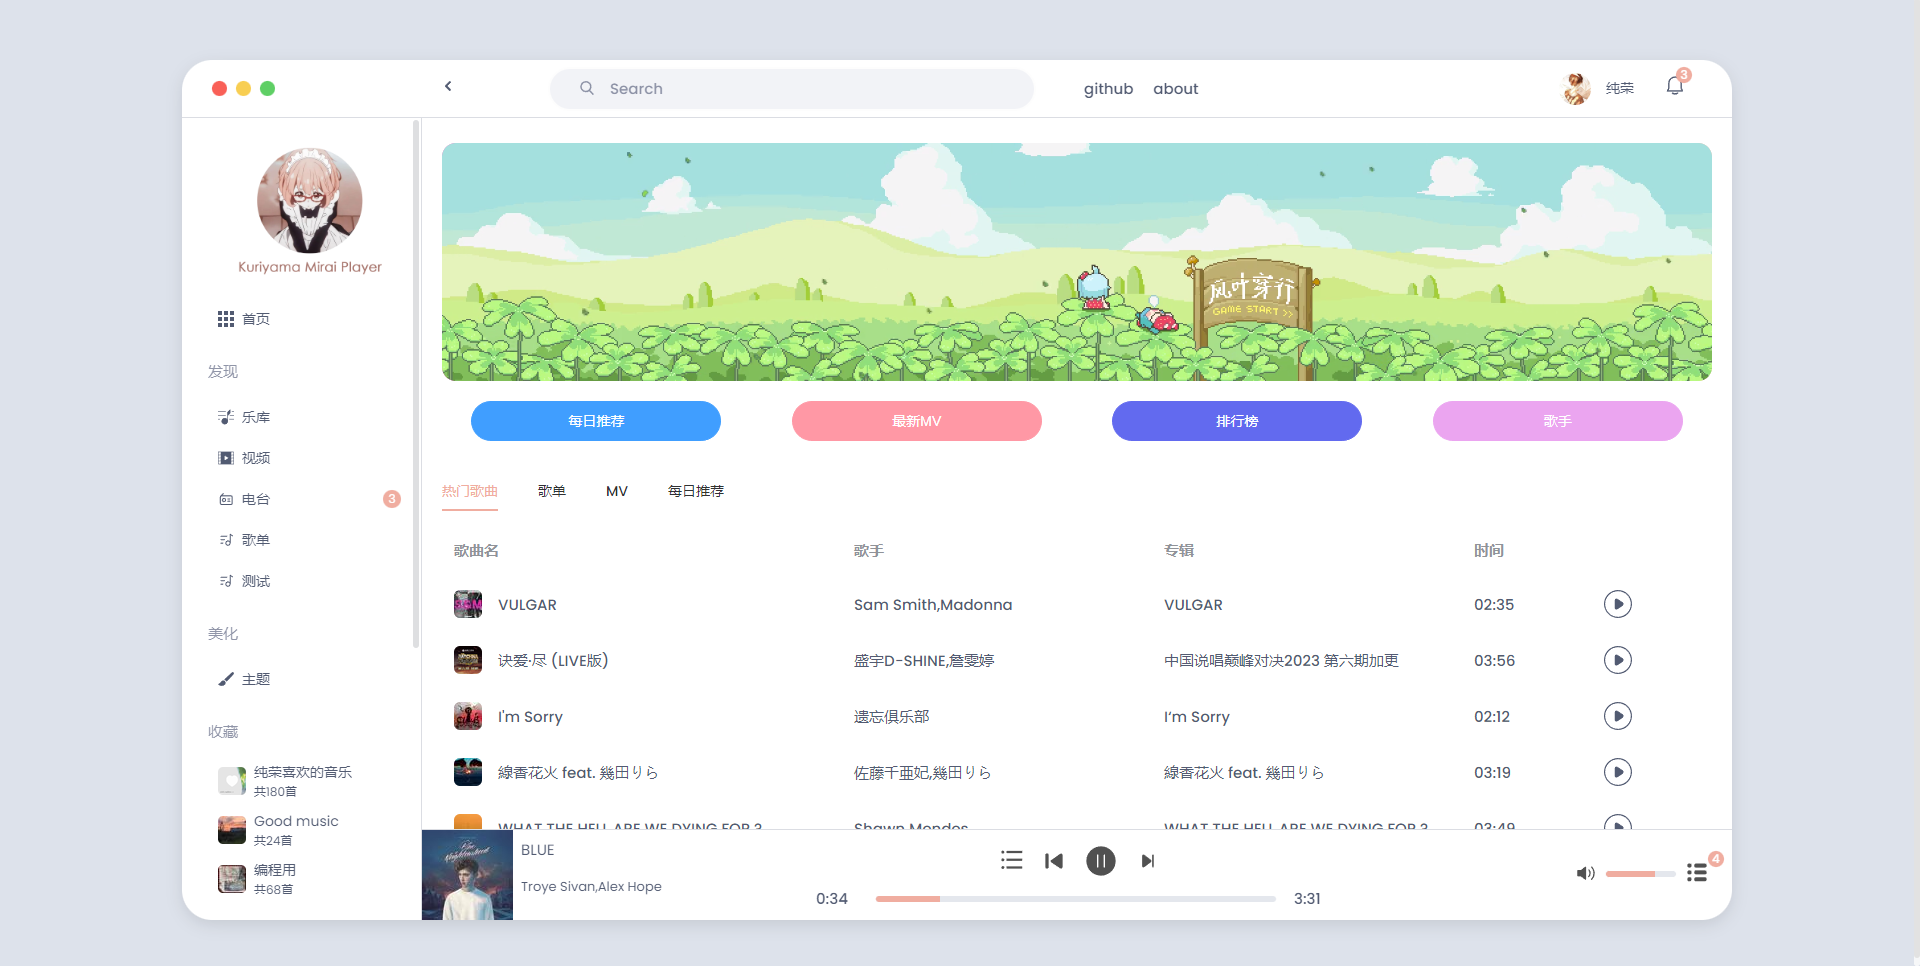 Search
github about
纯荣
3
Kuriyama Mirai Player
首页
发现
乐库
视频
电台
3
歌单
测试
美化
主题
收藏
纯荣喜欢的音乐
共180首
Good music
共24首
编程用
共68首
风叶穿行
GAME START >>
每日推荐
最新MV
排行榜
歌手
热门歌曲 歌单 MV 每日推荐
歌曲名 歌手 专辑 时间
VULGAR Sam Smith,Madonna VULGAR 02:35
诀爱·尽 (LIVE版) 盛宇D-SHINE,詹雯婷 中国说唱巅峰对决2023 第六期加更 03:56
I'm Sorry 遗忘俱乐部 I‘m Sorry 02:12
線香花火 feat. 幾田りら 佐藤千亜妃,幾田りら 線香花火 feat. 幾田りら 03:19
WHAT THE HELL ARE WE DYING FOR ? Shawn Mendes WHAT THE HELL ARE WE DYING FOR ? 03:49
BLUE
Troye Sivan,Alex Hope
0:34
3:31
4